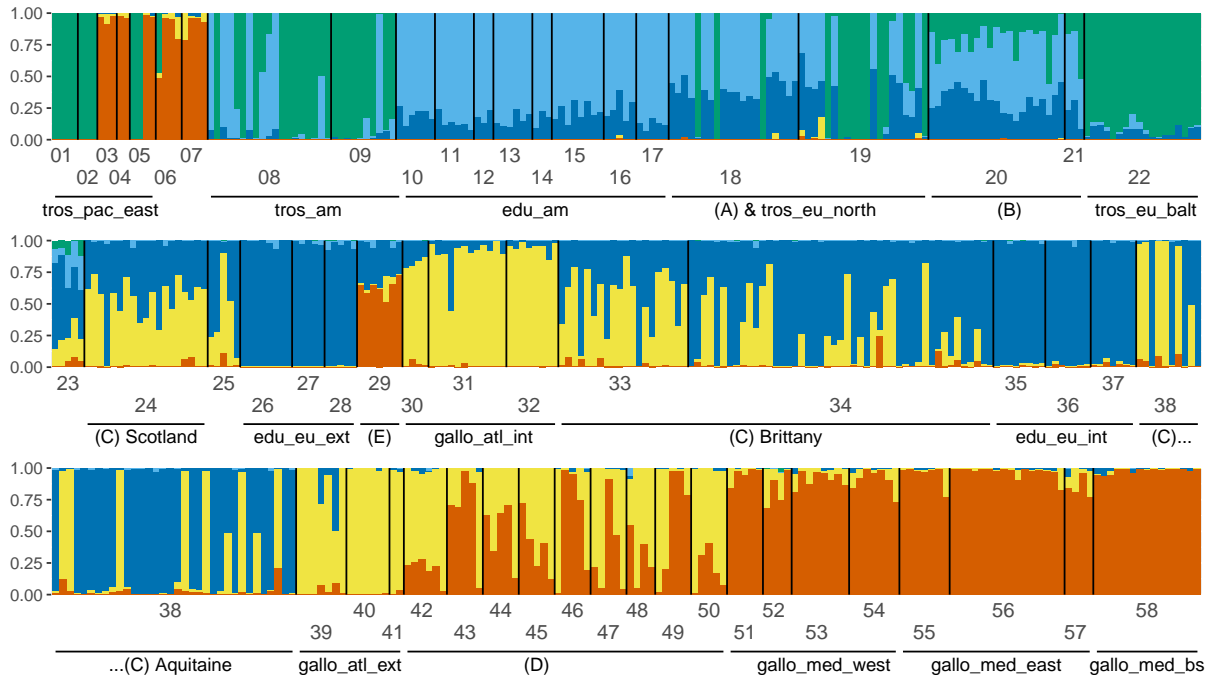 1.00
0.75
0.50
0.25
0.00
01 03 05 07 09 11 13 15 17 19 21
02 04 06 08 10 12 14 16 18 20 22
tros_pac_east tros_am edu_am (A) & tros_eu_north (B) tros_eu_balt
1.00
0.75
0.50
0.25
0.00
23 25 27 29 31 33 35 37
24 26 28 30 32 34 36 38
(C) Scotland edu_eu_ext (E) gallo_atl_int (C) Brittany edu_eu_int (C)...
1.00
0.75
0.50
0.25
0.00
38 40 42 44 46 48 50 52 54 56 58
39 41 43 45 47 49 51 53 55 57
...(C) Aquitaine gallo_atl_ext (D) gallo_med_west gallo_med_east gallo_med_bs